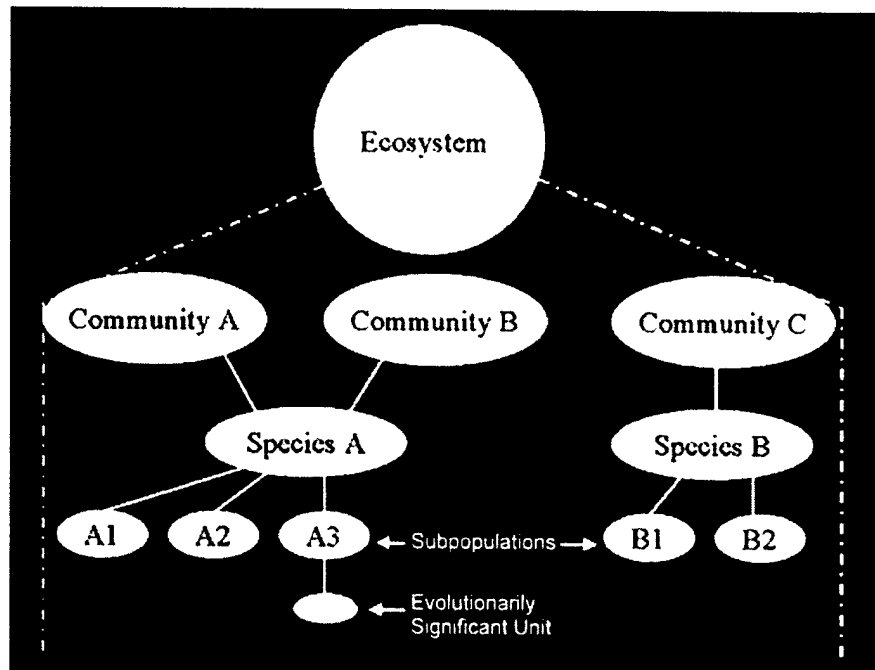 Ecosystem
Community A
Community B
Community C
Species A
Species B
A1
A2
A3
Subpopulations
B1
B2
Evolutionarily
Significant Unit